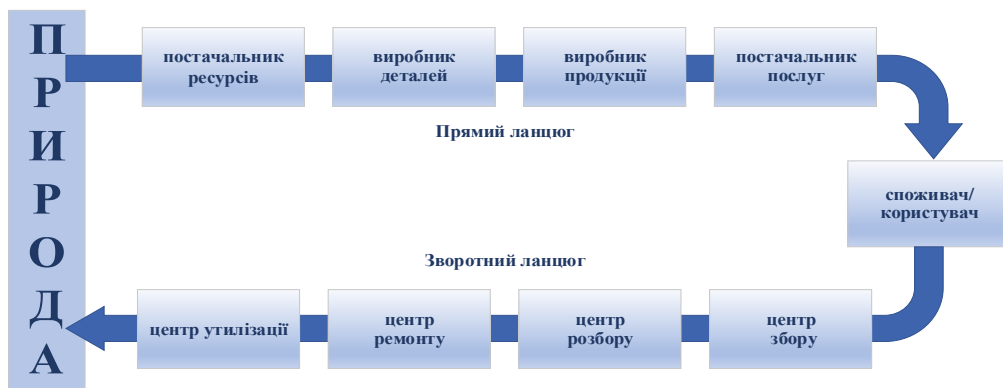 ПРИРОДА
постачальник
ресурсів
виробник
деталей
виробник
продукції
постачальник
послуг
Прямий ланцюг
споживач/
користувач
Зворотний ланцюг
центр утилізації
центр
ремонту
центр
розбору
центр
збору